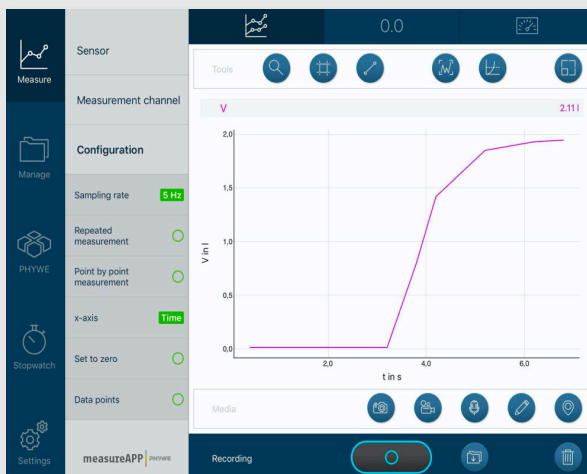 0.0
Measure
Manage
PHYWE
Stopwatch
Settings
Sensor
Measurement channel
Configuration
Sampling rate 5 Hz
Repeated
measurement
Point by point
measurement
x-axis Time
Set to zero
Data points
measureAPP PHYWE
Tools
V 2.11 l
2,0
1,5
1,0
0,5
0,0
V in l
2,0 4,0 6,0
t in s
Media
Recording